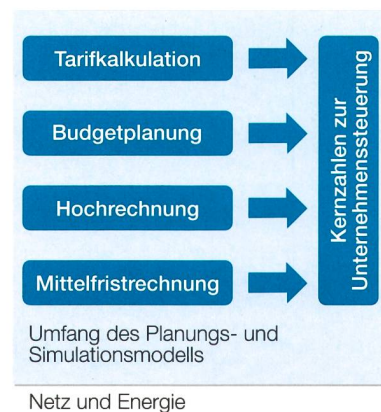 Tarifkalkulation
Budgetplanung
Hochrechnung
Mittelfristrechnung
Kernzahlen zur
Unternehmenssteuerung
Umfang des Planungs- und
Simulationsmodells
Netz und Energie